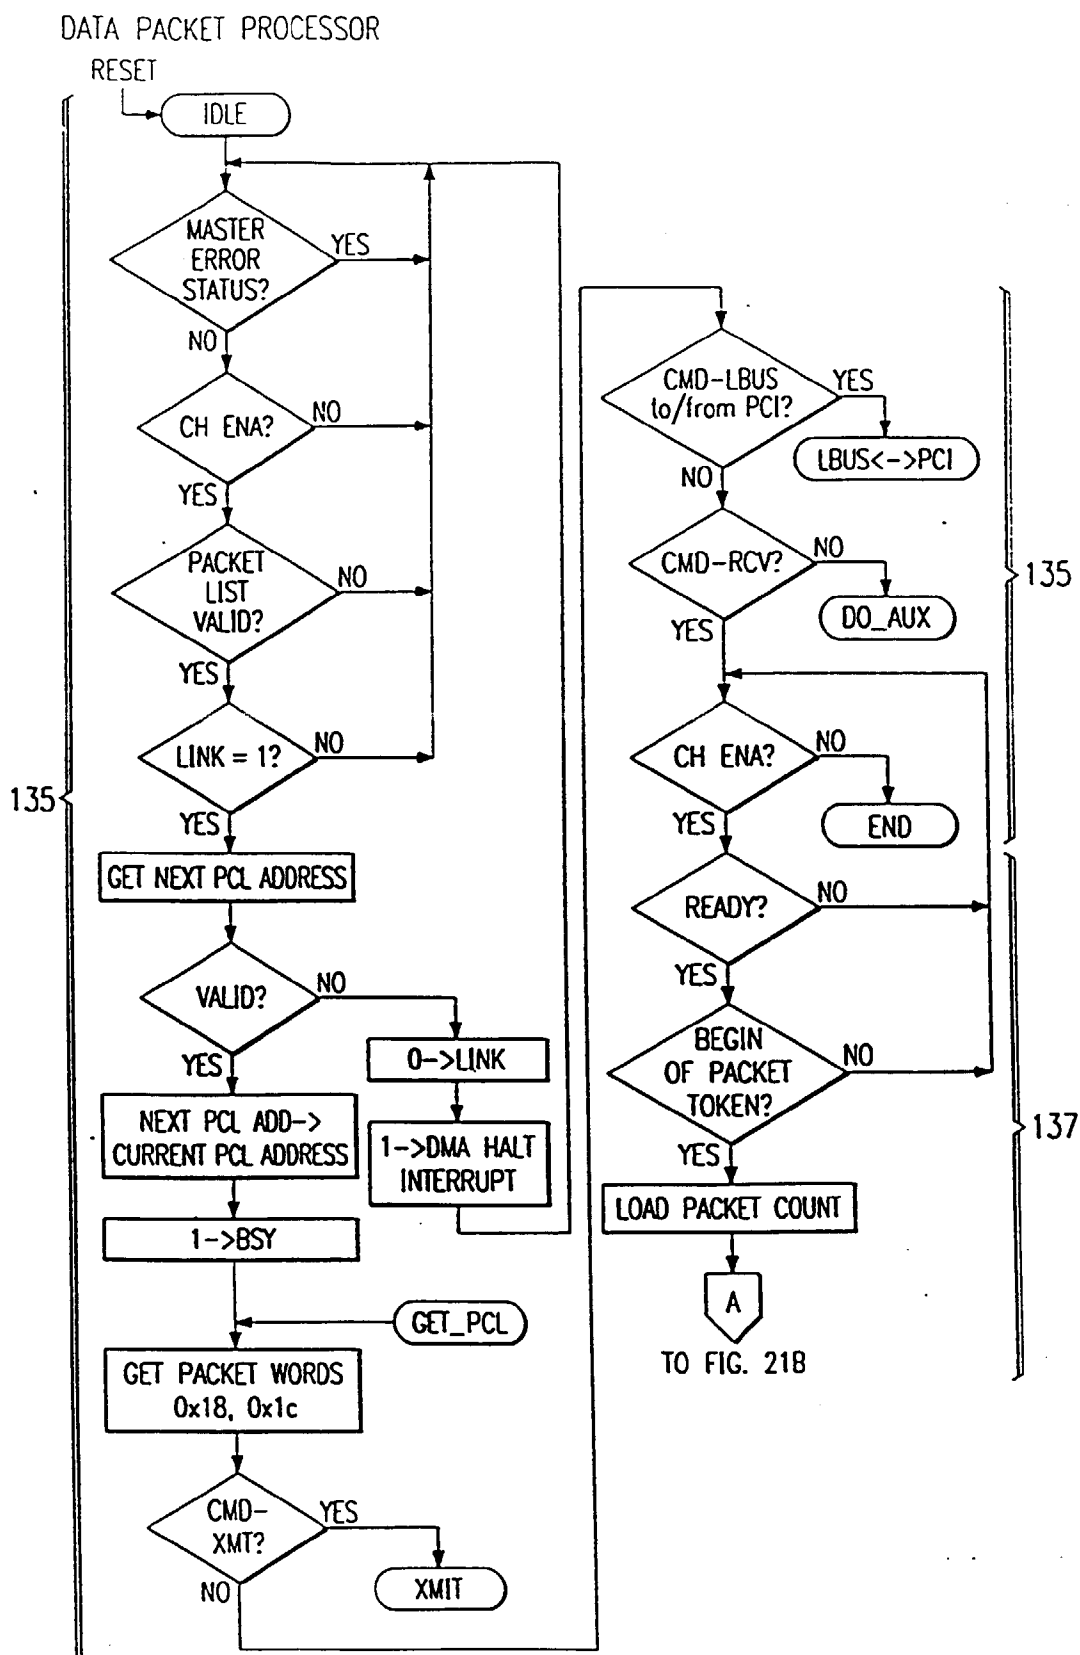 DATA PACKET PROCESSOR
RESET
IDLE
MASTER
ERROR
STATUS?
YES
NO
CH ENA?
NO
YES
PACKET
LIST
VALID?
NO
YES
LINK = 1?
NO
YES
135
GET NEXT PCL ADDRESS
VALID?
NO
YES
0->LINK
NEXT PCL ADD->
CURRENT PCL ADDRESS
1->DMA HALT
INTERRUPT
1->BSY
GET_PCL
GET PACKET WORDS
0x18, 0x1c
CMD-
XMT?
YES
NO
XMIT
CMD-LBUS
to/from PCI?
YES
LBUS<->PCI
NO
CMD-RCV?
NO
DO_AUX
YES
135
CH ENA?
NO
END
YES
READY?
NO
YES
BEGIN
OF PACKET
TOKEN?
NO
YES
137
LOAD PACKET COUNT
A
TO FIG. 21B